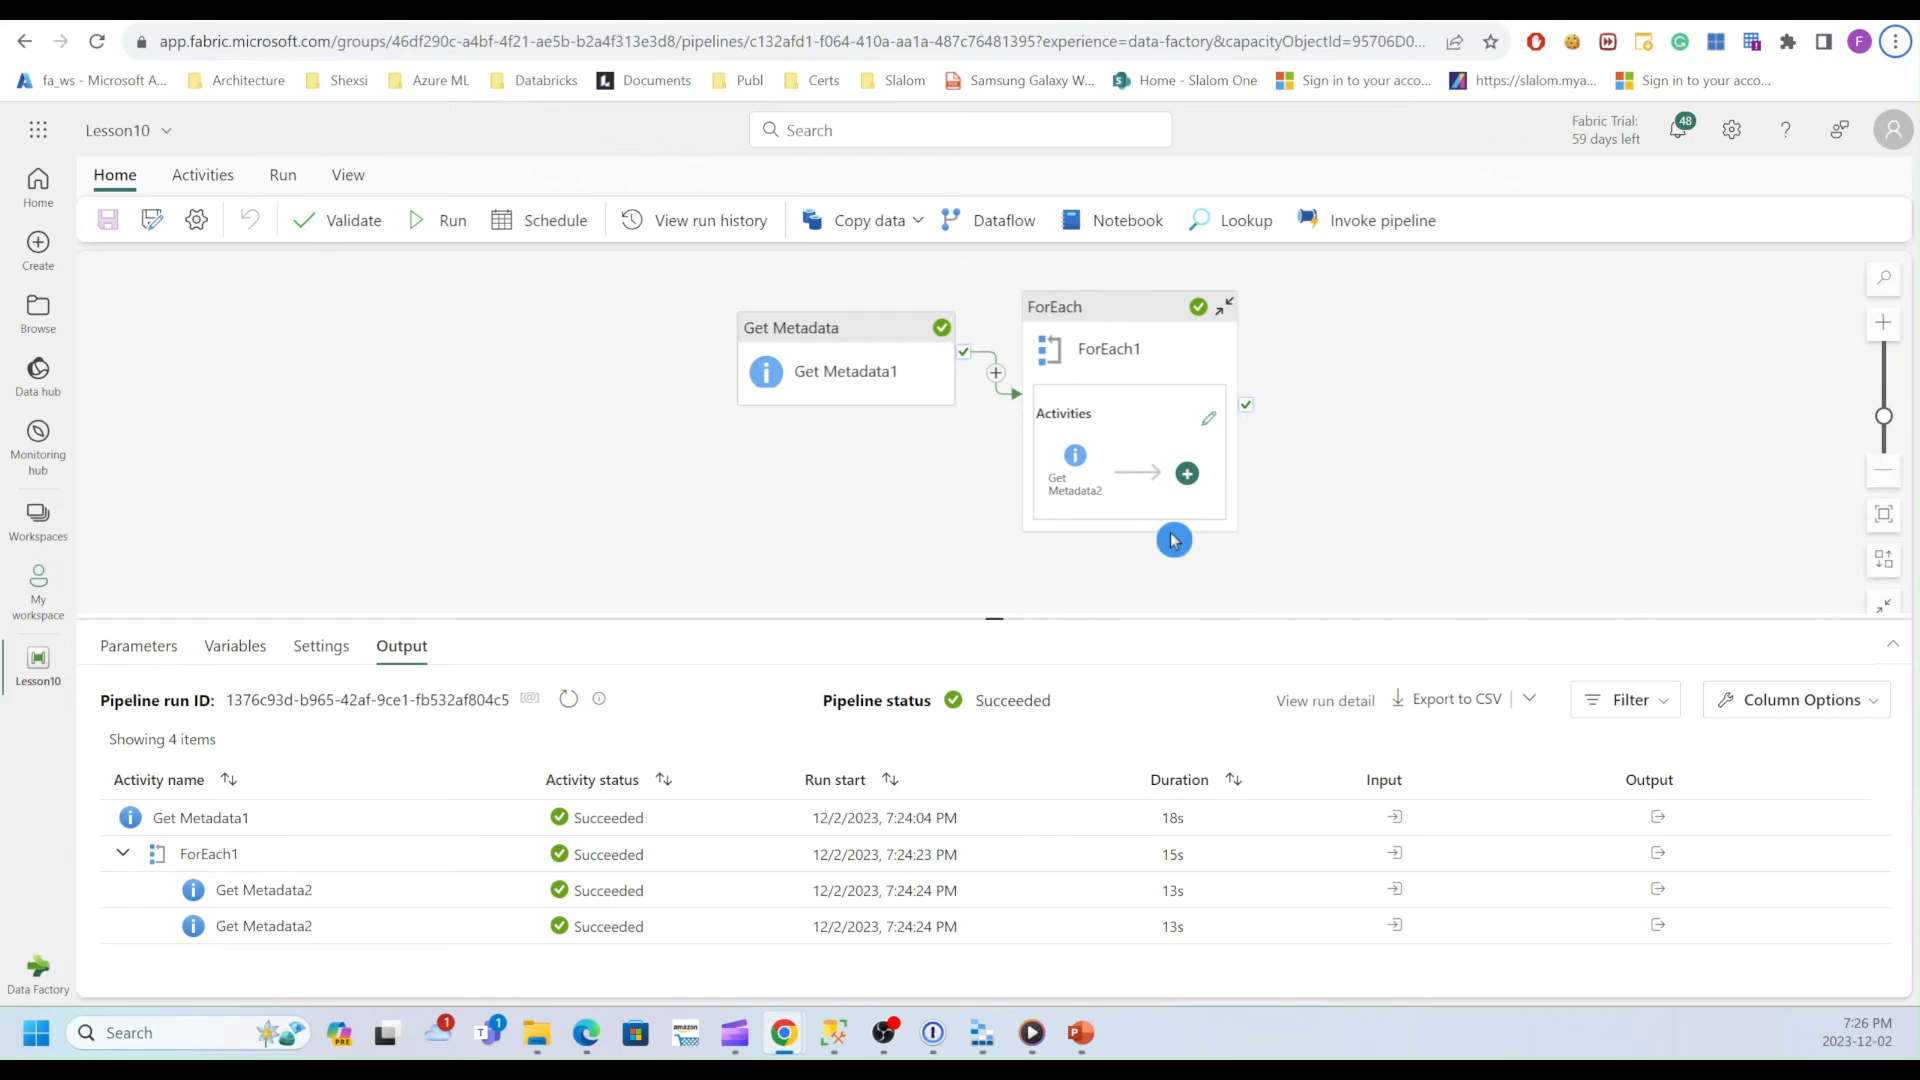 app.fabric.microsoft.com/groups/46df290c-a4bf-4f21-ae5b-b2a4f313e3d8/pipelines/c132afd1-f064-410a-aa1a-487c76481395?experience=data-factory&capacityObjectId=95706D0...
F
fa_ws - Microsoft A... Architecture Shexsi Azure ML Databricks Documents Publ Certs Slalom Samsung Galaxy W... Home - Slalom One Sign in to your acco... https://slalom.mya... Sign in to your acco...
Lesson10
Search
Fabric Trial:
59 days left
48
Home Activities Run View
Validate Run Schedule View run history Copy data Dataflow Notebook Lookup Invoke pipeline
Home
Create
Browse
Data hub
Monitoring
hub
Workspaces
My
workspace
Lesson10
Data Factory
Get Metadata
Get Metadata1
ForEach
ForEach1
Activities
Get
Metadata2
Parameters Variables Settings Output
Pipeline run ID: 1376c93d-b965-42af-9ce1-fb532af804c5 Pipeline status Succeeded View run detail Export to CSV Filter Column Options
Showing 4 items
Activity name Activity status Run start Duration Input Output
Get Metadata1 Succeeded 12/2/2023, 7:24:04 PM 18s
ForEach1 Succeeded 12/2/2023, 7:24:23 PM 15s
Get Metadata2 Succeeded 12/2/2023, 7:24:24 PM 13s
Get Metadata2 Succeeded 12/2/2023, 7:24:24 PM 13s
Search
PRE
1
1
amazon
7:26 PM
2023-12-02